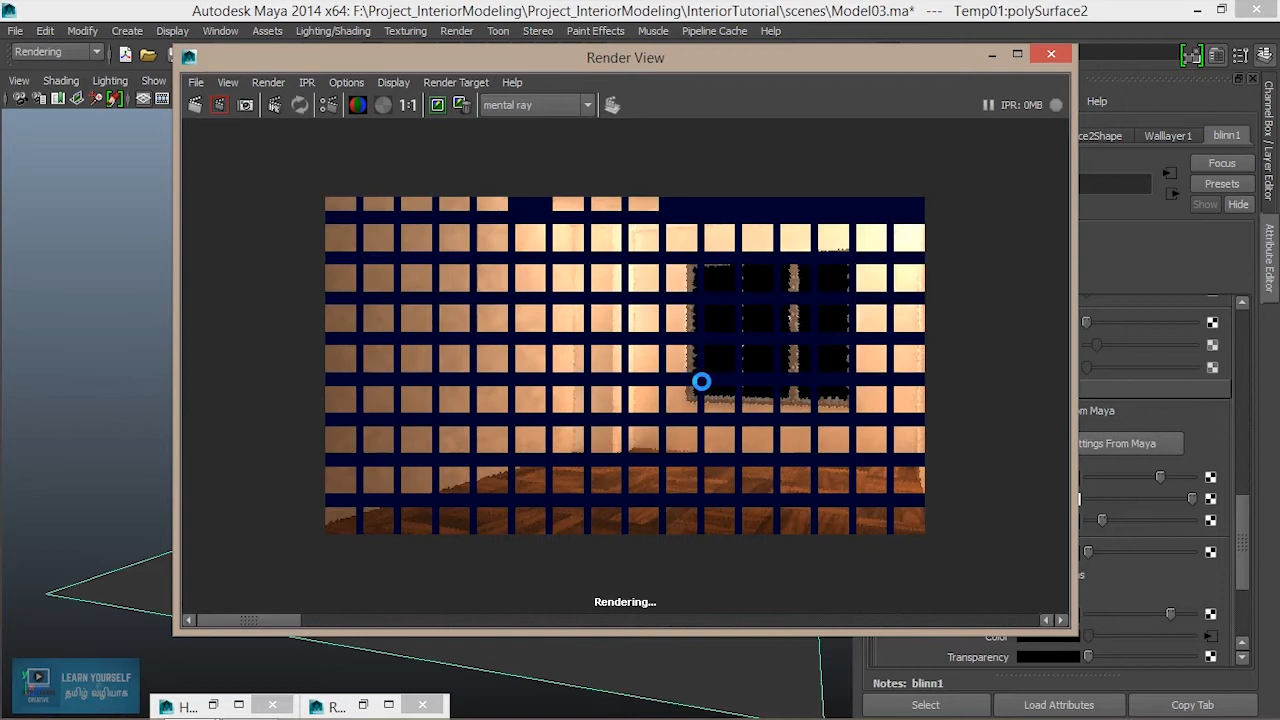 Autodesk Maya 2014 x64: F:\Project_InteriorModeling\Project_InteriorModeling\InteriorTutorial\scenes\Model03.ma* --- Temp01:polySurface2
File Edit Modify Create Display Window Assets Lighting/Shading Texturing Render Toon Stereo Paint Effects Muscle Pipeline Cache Help
Rendering
Render View
View Shading Lighting Show
File View Render IPR Options Display Render Target Help
Help
1:1
mental ray
IPR: 0MB
ce2Shape Walllayer1 blinn1
Focus
Presets
Show Hide
Channel Box / Layer Editor
Attribute Editor
om Maya
ttings From Maya
s
Rendering...
Color
Transparency
LEARN YOURSELF
தமிழ் வழியாக
CREATIVE
Notes: blinn1
H...
R...
Select Load Attributes Copy Tab